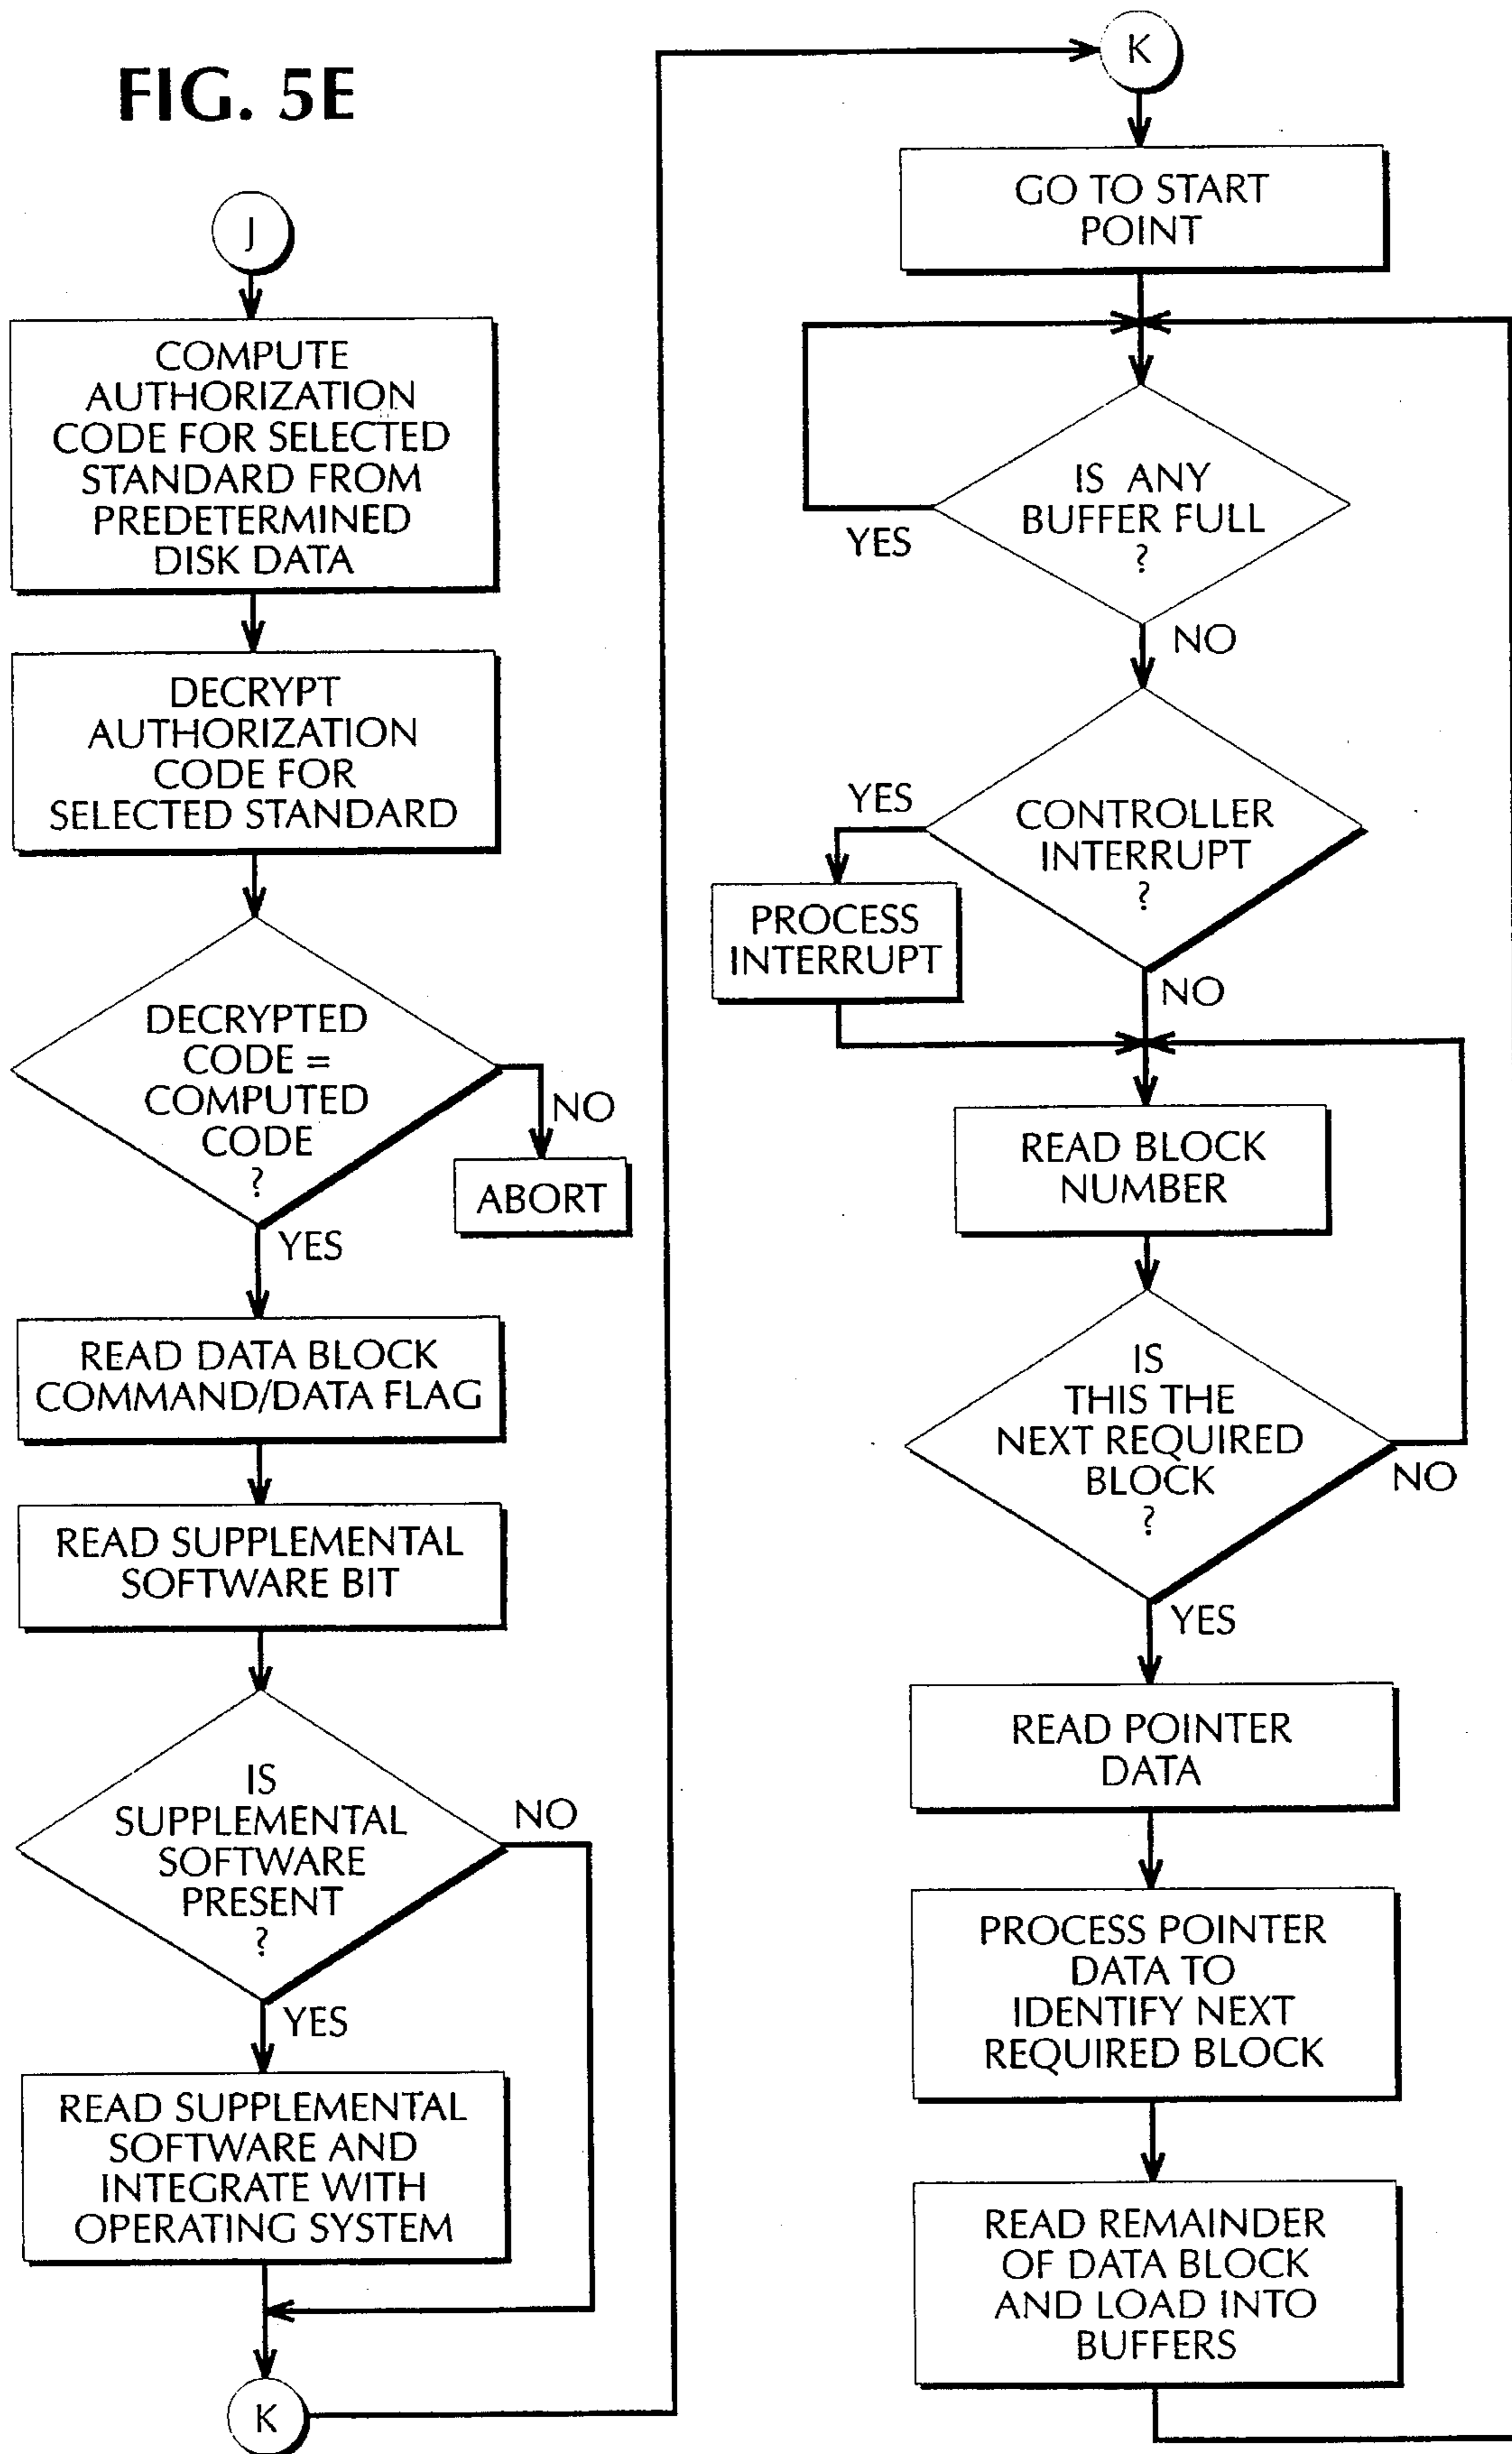 FIG. 5E
J
COMPUTE
AUTHORIZATION
CODE FOR SELECTED
STANDARD FROM
PREDETERMINED
DISK DATA
DECRYPT
AUTHORIZATION
CODE FOR
SELECTED STANDARD
DECRYPTED
CODE =
COMPUTED
CODE
?
NO
ABORT
YES
READ DATA BLOCK
COMMAND/DATA FLAG
READ SUPPLEMENTAL
SOFTWARE BIT
IS
SUPPLEMENTAL
SOFTWARE
PRESENT
?
NO
YES
READ SUPPLEMENTAL
SOFTWARE AND
INTEGRATE WITH
OPERATING SYSTEM
K
K
GO TO START
POINT
IS ANY
BUFFER FULL
?
YES
NO
CONTROLLER
INTERRUPT
?
YES
PROCESS
INTERRUPT
NO
READ BLOCK
NUMBER
IS
THIS THE
NEXT REQUIRED
BLOCK
?
NO
YES
READ POINTER
DATA
PROCESS POINTER
DATA TO
IDENTIFY NEXT
REQUIRED BLOCK
READ REMAINDER
OF DATA BLOCK
AND LOAD INTO
BUFFERS